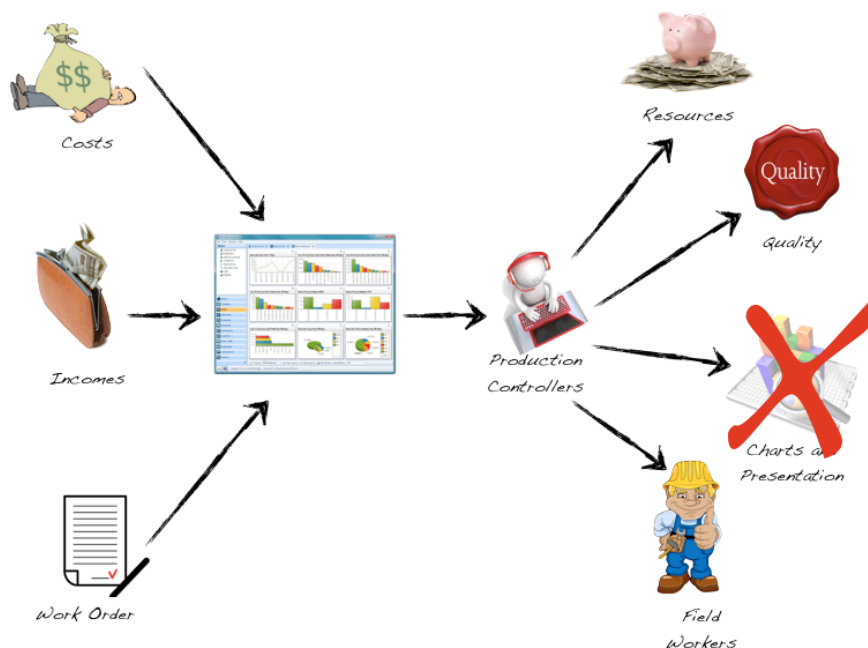 $$
Costs
Resources
Quality
Quality
Incomes
Production
Controllers
Charts
Presentation
Work Order
Field
Workers